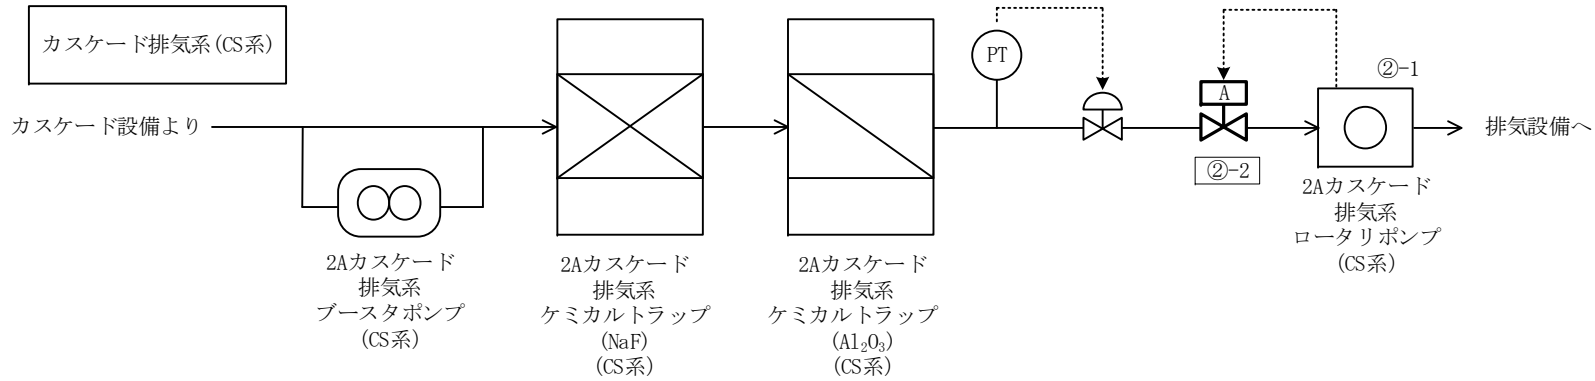 カスケード排気系(CS系)
PT
②-1
A
カスケード設備より
排気設備へ
②-2
2Aカスケード
排気系
ブースタポンプ
(CS系)
2Aカスケード
排気系
ケミカルトラップ
(NaF)
(CS系)
2Aカスケード
排気系
ケミカルトラップ
(Al₂O₃)
(CS系)
2Aカスケード
排気系
ロータリポンプ
(CS系)